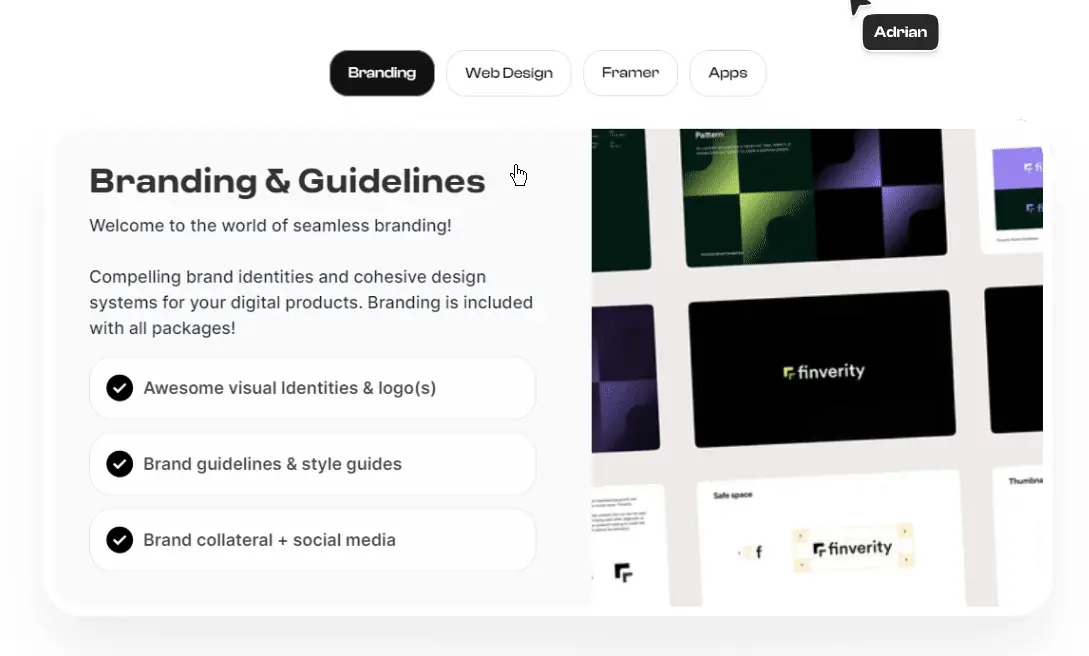 Adrian
Branding
Web Design
Framer
Apps
Branding & Guidelines
Welcome to the world of seamless branding!
Compelling brand identities and cohesive design
systems for your digital products. Branding is included
with all packages!
Awesome visual Identities & logo(s)
Brand guidelines & style guides
Brand collateral + social media
Pattern
finverity
Safe space
f
finverity
Thumbna